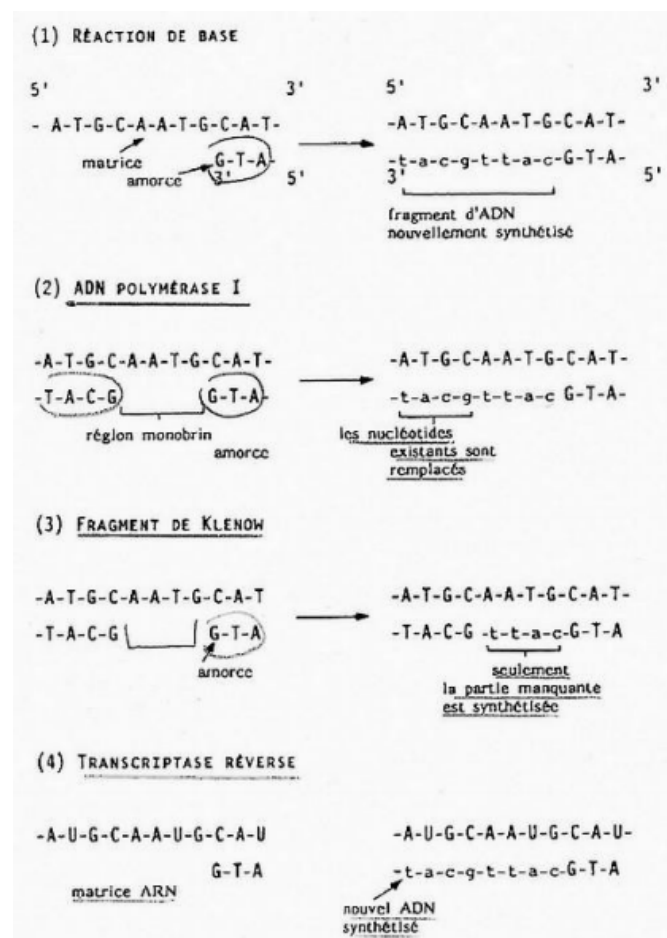 (1) RÉACTION DE BASE
5' 3' 5' 3'
- A-T-G-C-A-A-T-G-C-A-T- -A-T-G-C-A-A-T-G-C-A-T-
matrice G-T-A- -t-a-c-g-t-t-a-c-G-T-A-
amorce 3' 5' 3' 5'
fragment d'ADN
nouvellement synthétisé
(2) ADN POLYMÉRASE I
-A-T-G-C-A-A-T-G-C-A-T- -A-T-G-C-A-A-T-G-C-A-T-
-T-A-C-G G-T-A- -t-a-c-g-t-t-a-c G-T-A-
région monobrin les nucléotides
amorce existants sont
remplacés
(3) FRAGMENT DE KLENOW
-A-T-G-C-A-A-T-G-C-A-T -A-T-G-C-A-A-T-G-C-A-T-
-T-A-C-G G-T-A -T-A-C-G -t-t-a-c-G-T-A
amorce seulement
la partie manquante
est synthétisée
(4) TRANSCRIPTASE RÉVERSE
-A-U-G-C-A-A-U-G-C-A-U -A-U-G-C-A-A-U-G-C-A-U-
G-T-A -t-a-c-g-t-t-a-c-G-T-A
matrice ARN nouvel ADN
synthétisé